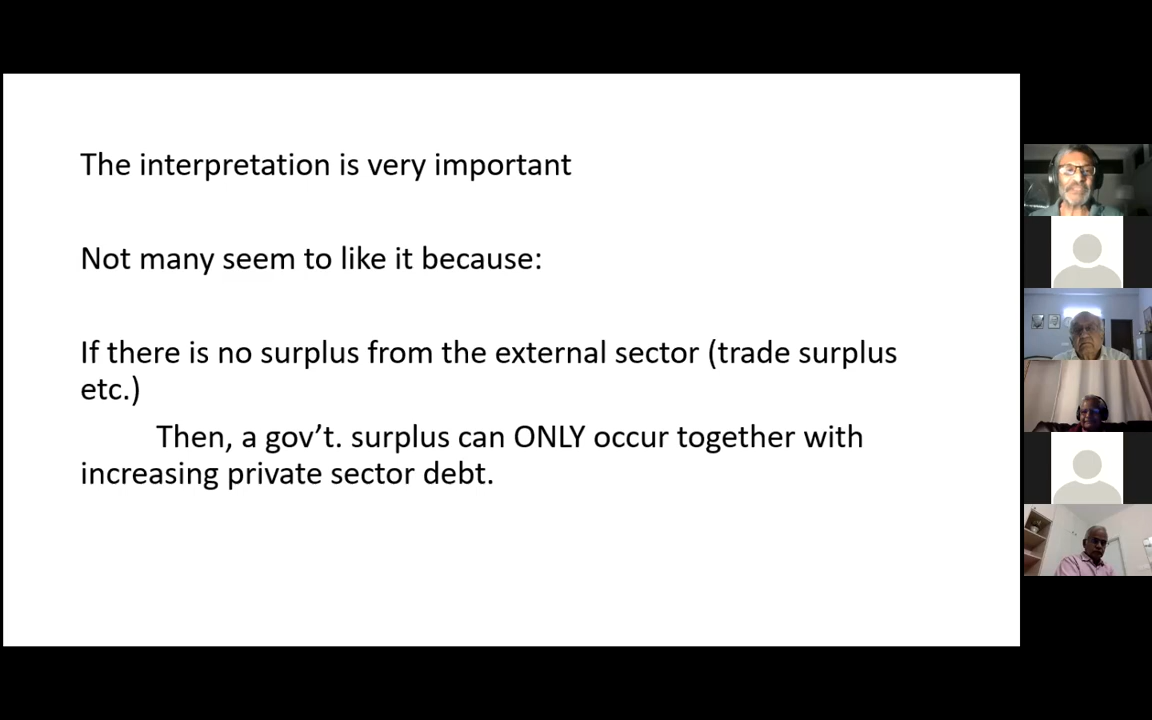 The interpretation is very important
Not many seem to like it because:
If there is no surplus from the external sector (trade surplus
etc.)
Then, a gov’t. surplus can ONLY occur together with
increasing private sector debt.